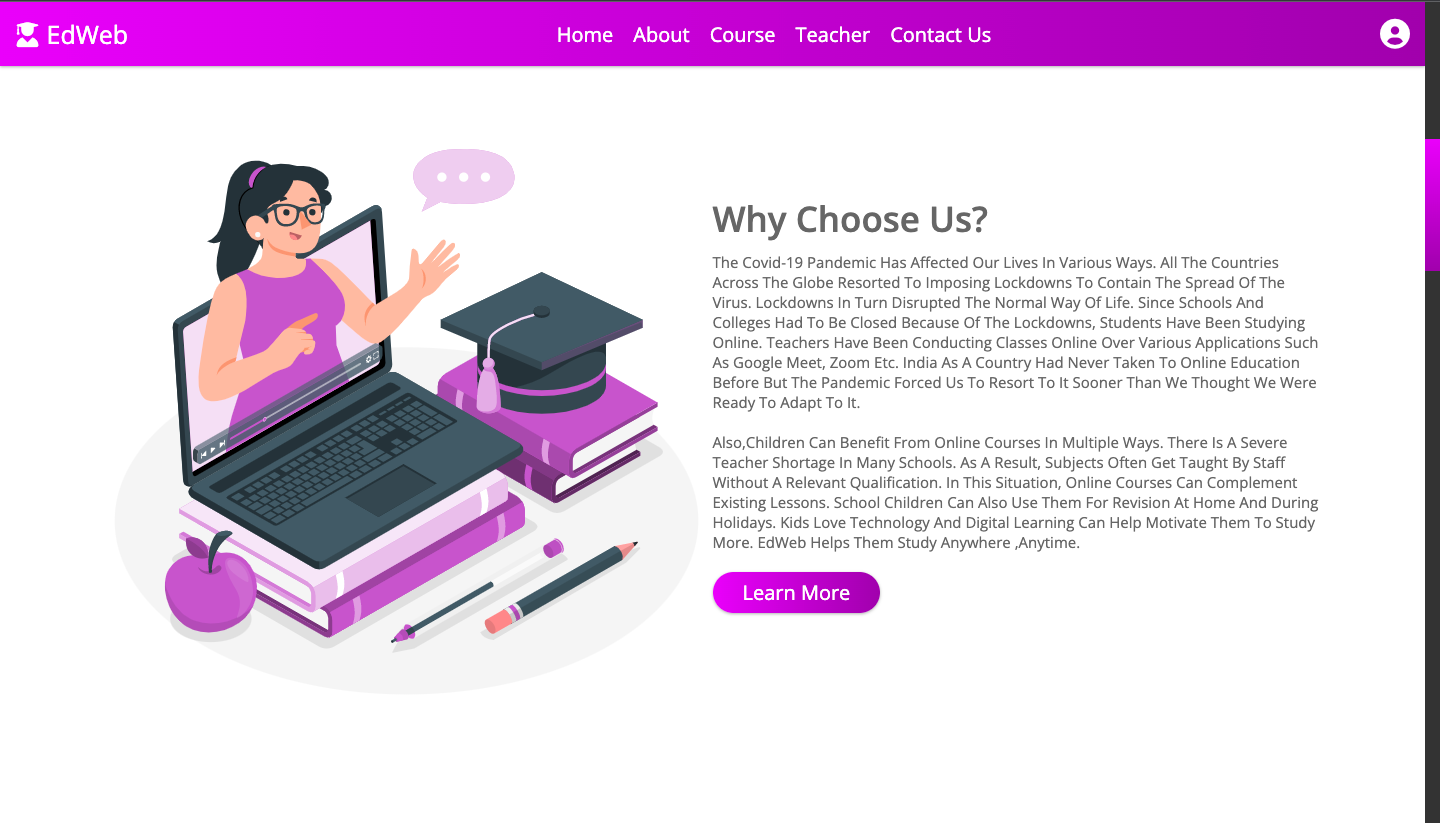 EdWeb
Home About Course Teacher Contact Us
Why Choose Us?
The Covid-19 Pandemic Has Affected Our Lives In Various Ways. All The Countries
Across The Globe Resorted To Imposing Lockdowns To Contain The Spread Of The
Virus. Lockdowns In Turn Disrupted The Normal Way Of Life. Since Schools And
Colleges Had To Be Closed Because Of The Lockdowns, Students Have Been Studying
Online. Teachers Have Been Conducting Classes Online Over Various Applications Such
As Google Meet, Zoom Etc. India As A Country Had Never Taken To Online Education
Before But The Pandemic Forced Us To Resort To It Sooner Than We Thought We Were
Ready To Adapt To It.
Also,Children Can Benefit From Online Courses In Multiple Ways. There Is A Severe
Teacher Shortage In Many Schools. As A Result, Subjects Often Get Taught By Staff
Without A Relevant Qualification. In This Situation, Online Courses Can Complement
Existing Lessons. School Children Can Also Use Them For Revision At Home And During
Holidays. Kids Love Technology And Digital Learning Can Help Motivate Them To Study
More. EdWeb Helps Them Study Anywhere ,Anytime.
Learn More